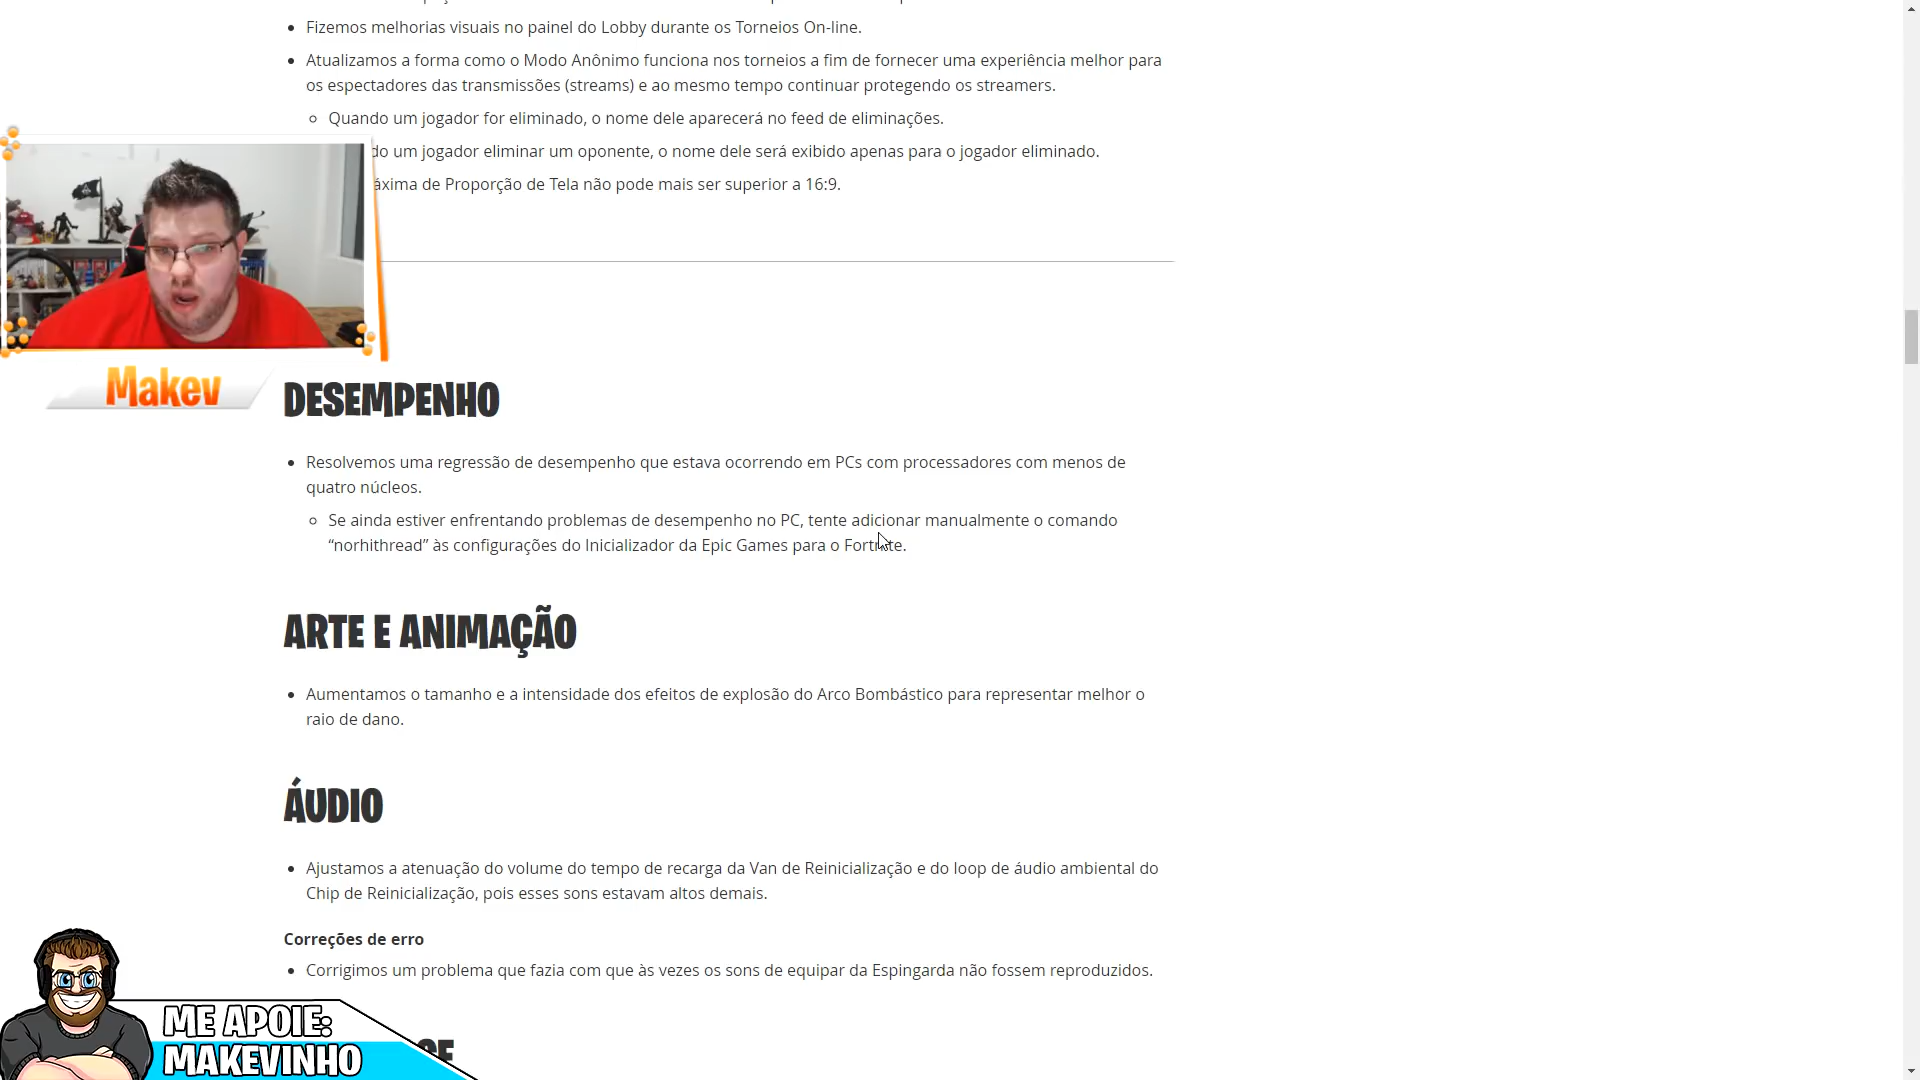 Fizemos melhorias visuais no painel do Lobby durante os Torneios On-line.
Atualizamos a forma como o Modo Anônimo funciona nos torneios a fim de fornecer uma experiência melhor para
os espectadores das transmissões (streams) e ao mesmo tempo continuar protegendo os streamers.
Quando um jogador for eliminado, o nome dele aparecerá no feed de eliminações.
um jogador eliminar um oponente, o nome dele será exibido apenas para o jogador eliminado.
de Proporção de Tela não pode mais ser superior a 16:9.
Makev
DESEMPENHO
Resolvemos uma regressão de desempenho que estava ocorrendo em PCs com processadores com menos de
quatro núcleos.
Se ainda estiver enfrentando problemas de desempenho no PC, tente adicionar manualmente o comando
“norhithread” às configurações do Inicializador da Epic Games para o Fortnite.
ARTE E ANIMAÇÃO
Aumentamos o tamanho e a intensidade dos efeitos de explosão do Arco Bombástico para representar melhor o
raio de dano.
ÁUDIO
Ajustamos a atenuação do volume do tempo de recarga da Van de Reinicialização e do loop de áudio ambiental do
Chip de Reinicialização, pois esses sons estavam altos demais.
Correções de erro
Corrigimos um problema que fazia com que às vezes os sons de equipar da Espingarda não fossem reproduzidos.
ME APOIE:
MAKEVINHO